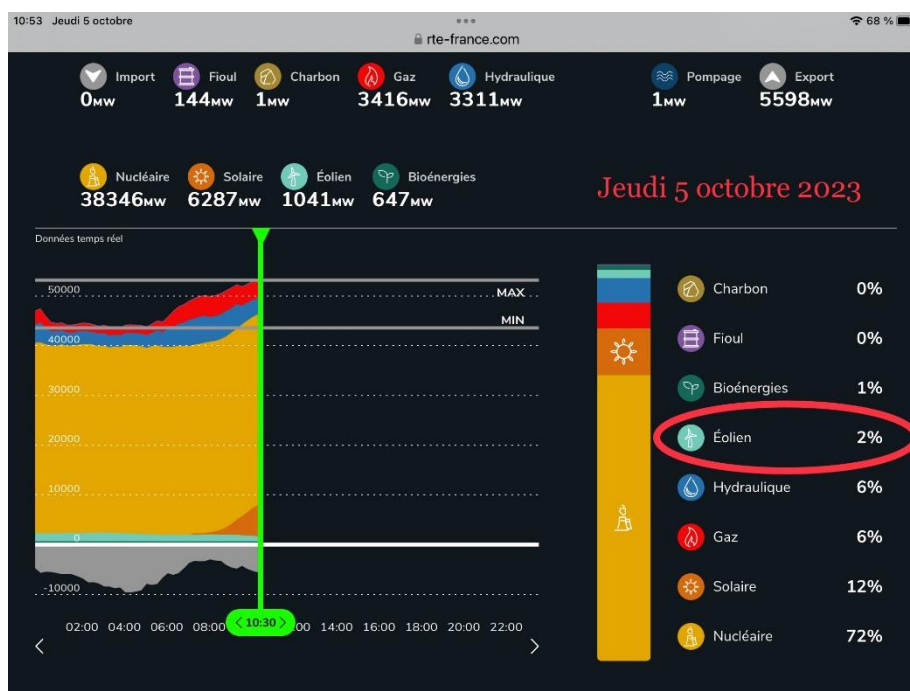 10:53 Jeudi 5 octobre
68 %
rte-france.com
Import Fioul Charbon Gaz Hydraulique Pompage Export
0MW 144MW 1MW 3416MW 3311MW 1MW 5598MW
Nucléaire Solaire Éolien Bioénergies
38346MW 6287MW 1041MW 647MW
Jeudi 5 octobre 2023
Données temps réel
50000
MAX
MIN
40000
30000
20000
10000
0
-10000
02:00 04:00 06:00 08:00 <10:30> :00 14:00 16:00 18:00 20:00 22:00
< >
Charbon 0%
Fioul 0%
Bioénergies 1%
Éolien 2%
Hydraulique 6%
Gaz 6%
Solaire 12%
Nucléaire 72%